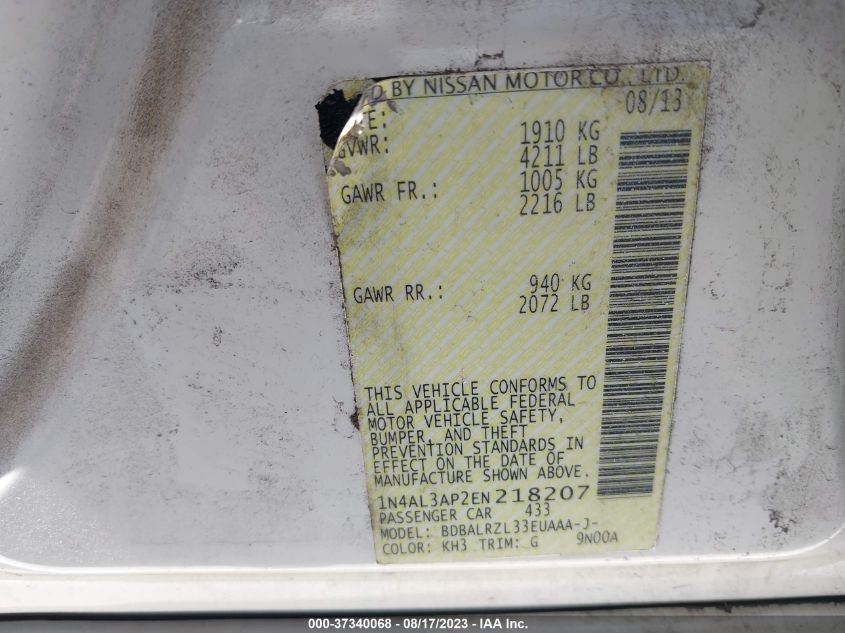 D BY NISSAN MOTOR CO., LTD.
TE: 08/13
GVWR: 1910 KG
4211 LB
GAWR FR.: 1005 KG
2216 LB
GAWR RR.: 940 KG
2072 LB
THIS VEHICLE CONFORMS TO
ALL APPLICABLE FEDERAL
MOTOR VEHICLE SAFETY,
BUMPER, AND THEFT
PREVENTION STANDARDS IN
EFFECT ON THE DATE OF
MANUFACTURE SHOWN ABOVE.
1N4AL3AP2EN218207
PASSENGER CAR 433
MODEL: BDBALRZL33EUAAA-J-
COLOR: KH3 TRIM: G 9N00A
000-37340068 - 08/17/2023 - IAA Inc.